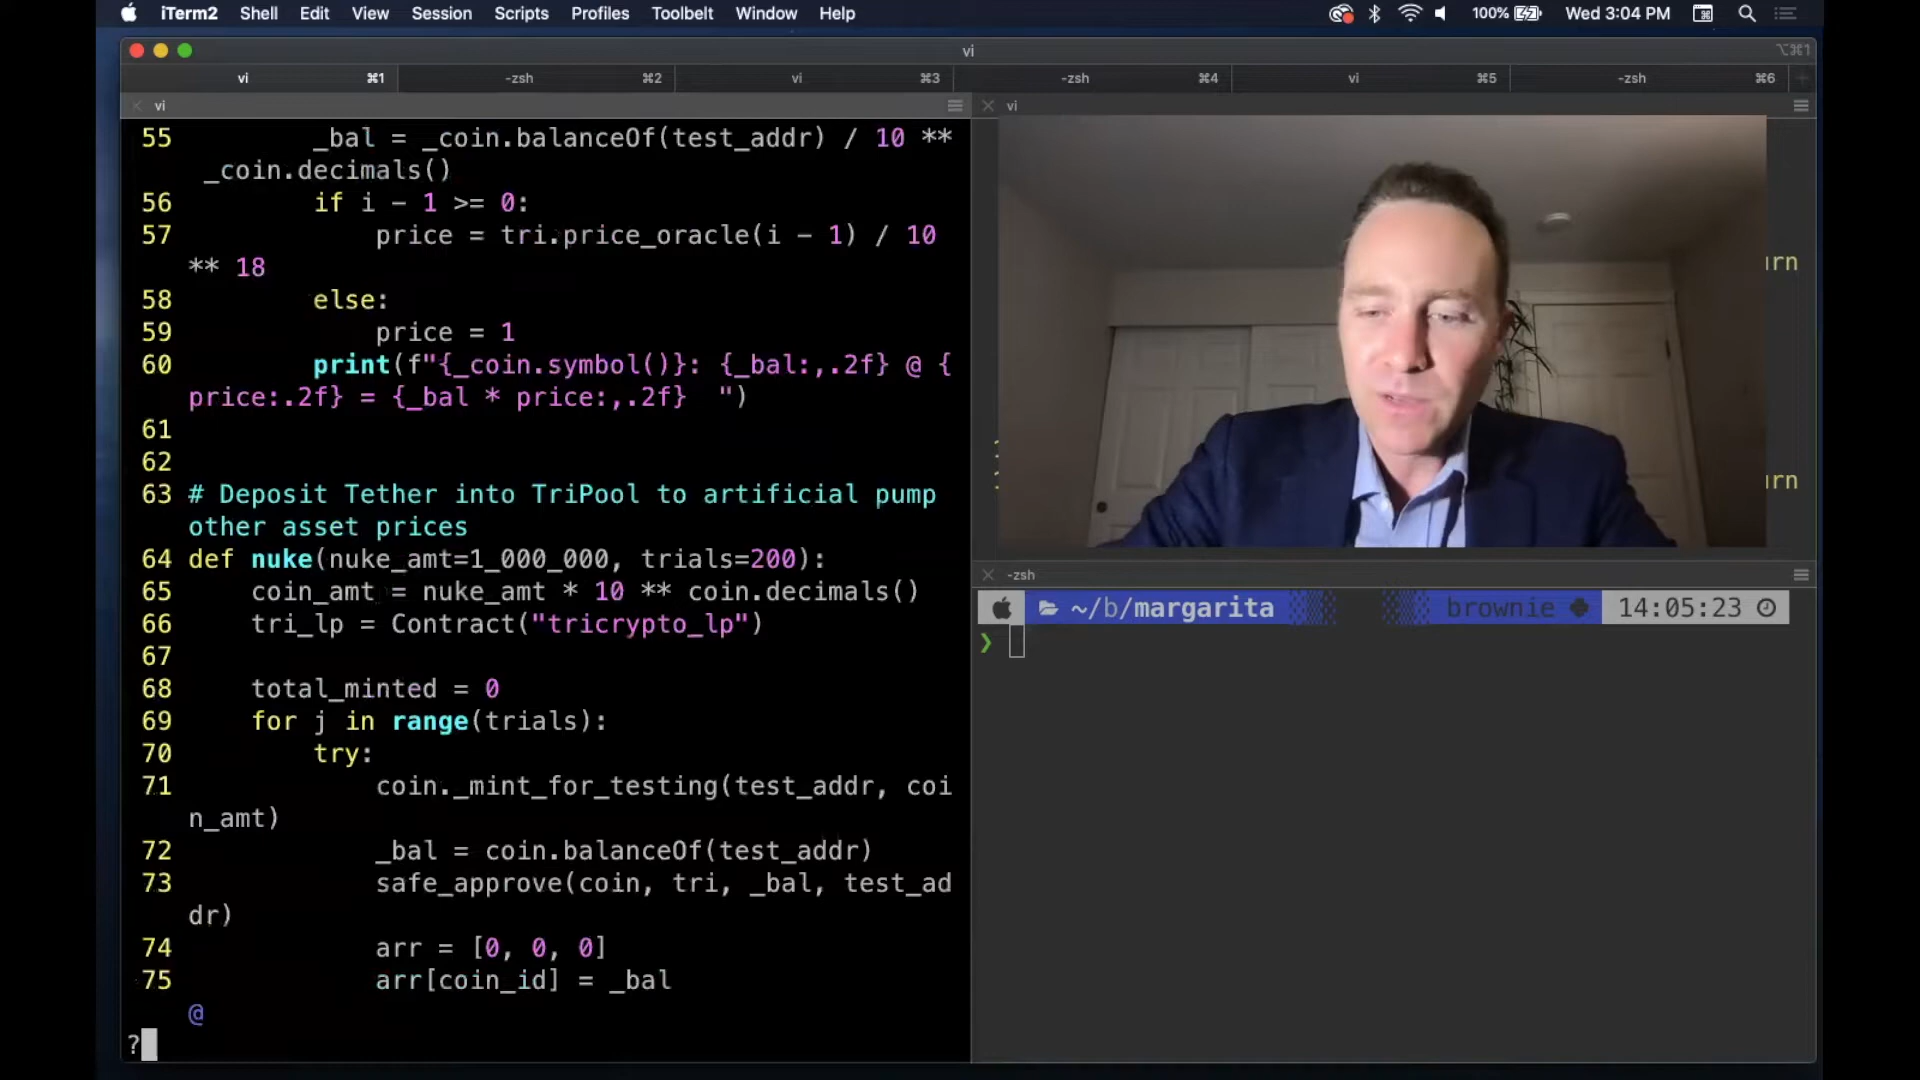 iTerm2 Shell Edit View Session Scripts Profiles Toolbelt Window Help 100% Wed 3:04 PM
vi ⌥⌘1
vi ⌘1 -zsh ⌘2 vi ⌘3 -zsh ⌘4 vi ⌘5 -zsh ⌘6
vi
55 _bal = _coin.balanceOf(test_addr) / 10 **
_coin.decimals()
56 if i - 1 >= 0:
57 price = tri.price_oracle(i - 1) / 10
** 18
58 else:
59 price = 1
60 print(f"{_coin.symbol()}: {_bal:,.2f} @ {
price:.2f} = {_bal * price:,.2f}  ")
61
62
63 # Deposit Tether into TriPool to artificial pump
other asset prices
64 def nuke(nuke_amt=1_000_000, trials=200):
65 coin_amt = nuke_amt * 10 ** coin.decimals()
66 tri_lp = Contract("tricrypto_lp")
67
68 total_minted = 0
69 for j in range(trials):
70 try:
71 coin._mint_for_testing(test_addr, coi
n_amt)
72 _bal = coin.balanceOf(test_addr)
73 safe_approve(coin, tri, _bal, test_ad
dr)
74 arr = [0, 0, 0]
75 arr[coin_id] = _bal
@
?
vi
urn
urn
-zsh
~/b/margarita brownie 14:05:23
❯